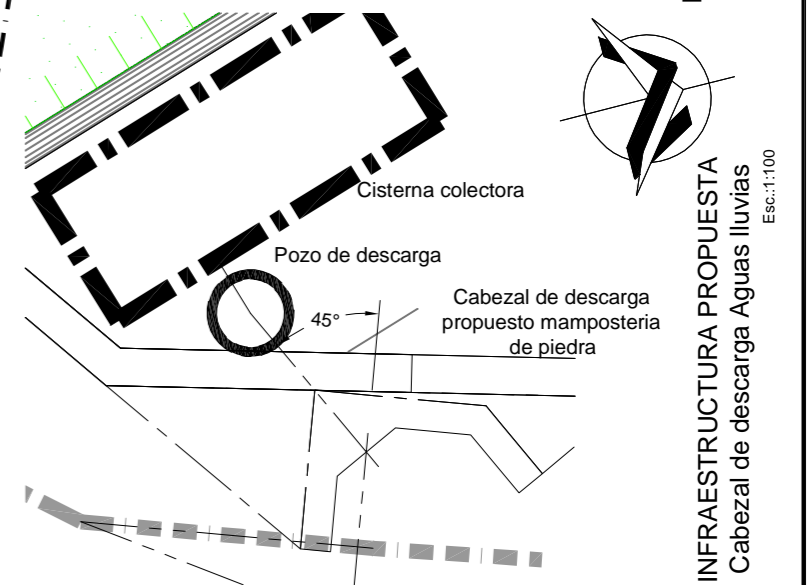 Cisterna colectora
Pozo de descarga
45°
Cabezal de descarga
propuesto mamposteria
de piedra
INFRAESTRUCTURA PROPUESTA
Cabezal de descarga Aguas lluvias
Esc.:1:100